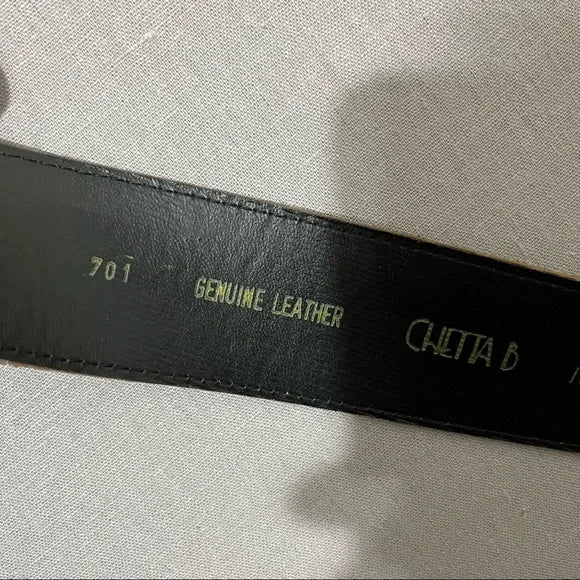 701 GENUINE LEATHER CHETTA B